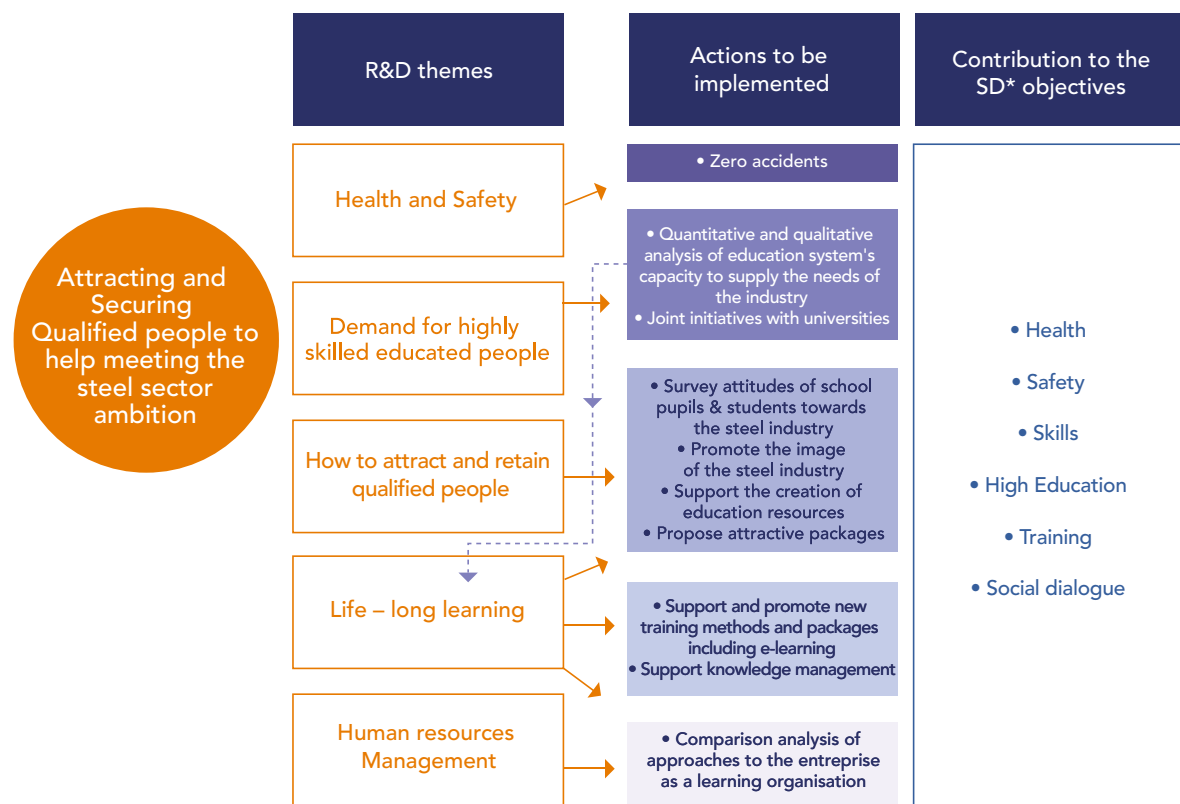 R&D themes
Actions to be
implemented
Contribution to the
SD* objectives
Attracting and
Securing
Qualified people to
help meeting the
steel sector
ambition
Health and Safety
Demand for highly
skilled educated people
How to attract and retain
qualified people
Life – long learning
Human resources
Management
• Zero accidents
• Quantitative and qualitative
analysis of education system's
capacity to supply the needs of
the industry
• Joint initiatives with universities
• Survey attitudes of school
pupils & students towards
the steel industry
• Promote the image
of the steel industry
• Support the creation of
education resources
• Propose attractive packages
• Support and promote new
training methods and packages
including e-learning
• Support knowledge management
• Comparison analysis of
approaches to the entreprise
as a learning organisation
• Health
• Safety
• Skills
• High Education
• Training
• Social dialogue